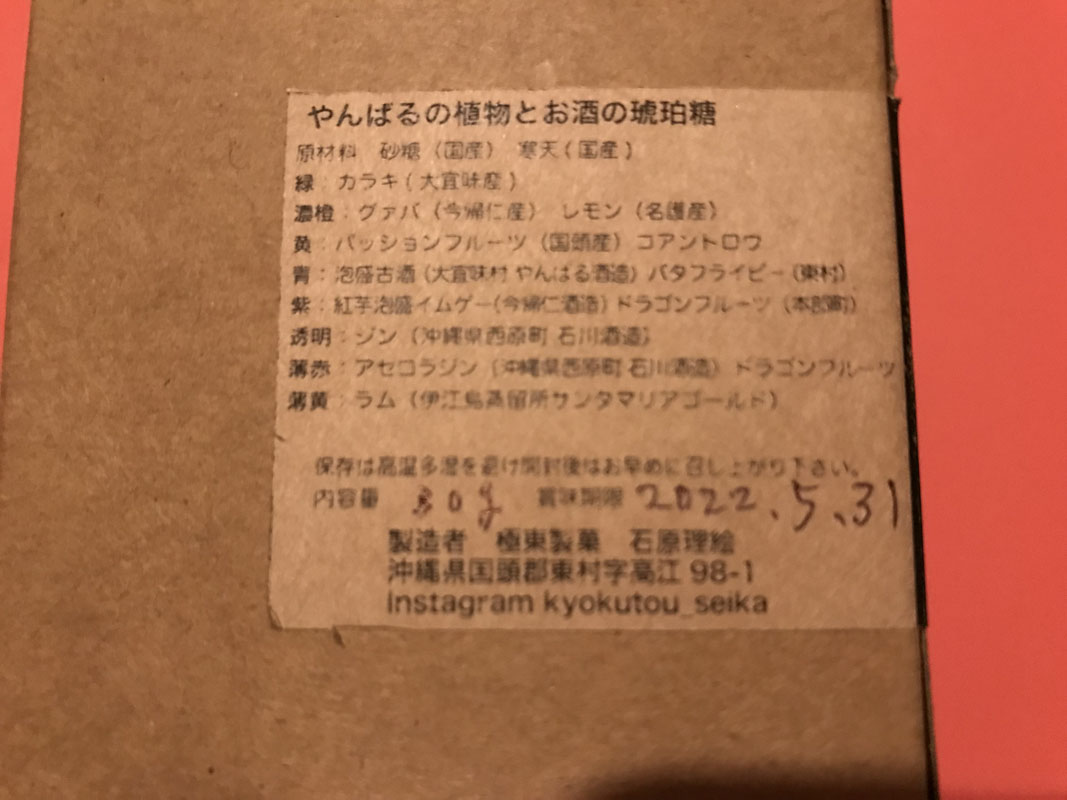 やんばるの植物とお酒の琥珀糖
原材料 砂糖(国産) 寒天(国産)
緑:カラキ(大宜味産)
濃橙:グァバ(今帰仁産) レモン(名護産)
黄:パッションフルーツ(国頭産)コアントロウ
青:泡盛古酒(大宜味村 やんばる酒造)バタフライピー(東村)
紫:紅芋泡盛イムゲー(今帰仁酒造)ドラゴンフルーツ(本部町)
透明:ジン(沖縄県西原町 石川酒造)
薄赤:アセロラジン(沖縄県西原町 石川酒造)ドラゴンフルーツ
薄黄:ラム(伊江島蒸留所サンタマリアゴールド)
保存は高温多湿を避け開封後はお早めに召し上がり下さい。
内容量 80g 賞味期限 2022.5.31
製造者 極東製菓 石原理絵
沖縄県国頭郡東村字高江 98-1
Instagram kyokutou_seika